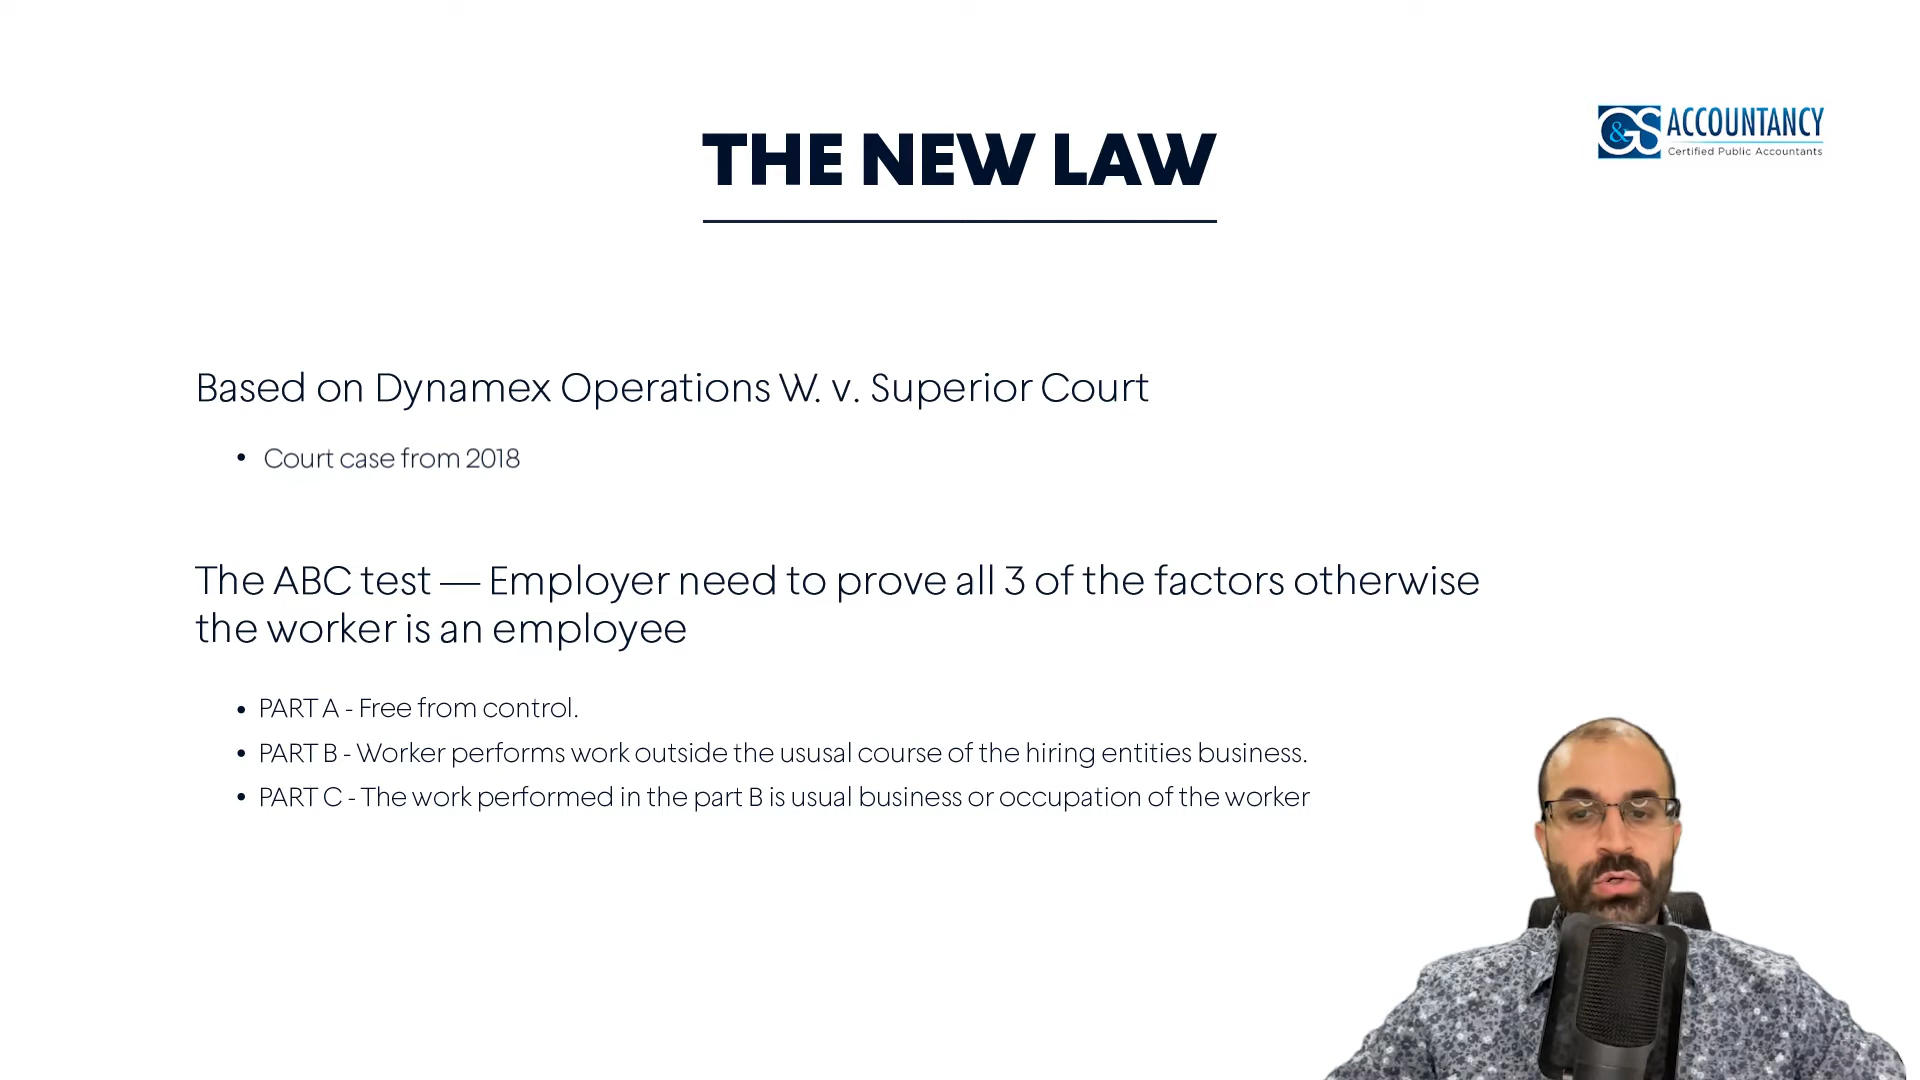 THE NEW LAW
G&S ACCOUNTANCY
Certified Public Accountants
Based on Dynamex Operations W. v. Superior Court
• Court case from 2018
The ABC test — Employer need to prove all 3 of the factors otherwise
the worker is an employee
• PART A - Free from control.
• PART B - Worker performs work outside the ususal course of the hiring entities business.
• PART C - The work performed in the part B is usual business or occupation of the worker